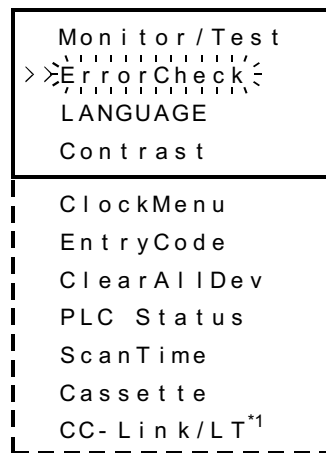 Monitor/Test
>>ErrorCheck
LANGUAGE
Contrast
ClockMenu
EntryCode
ClearAllDev
PLC Status
ScanTime
Cassette
CC-Link/LT*1